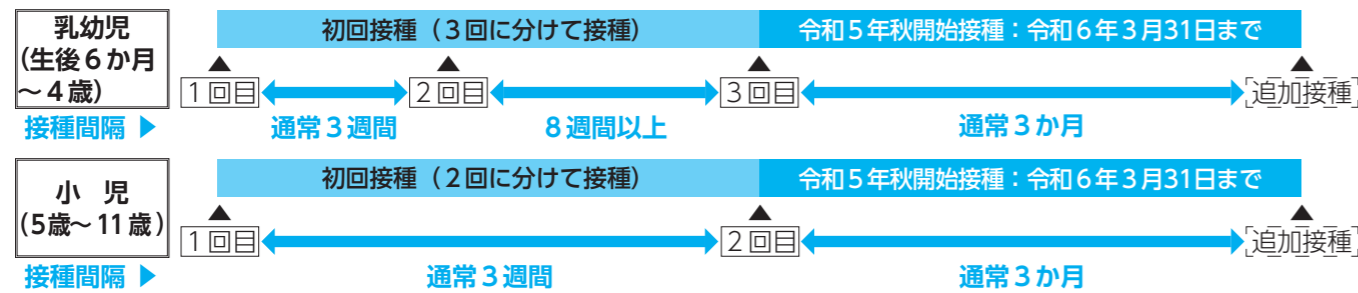 乳幼児
(生後6か月
～4歳)
初回接種（3回に分けて接種）
令和5年秋開始接種：令和6年3月31日まで
▲ ▲ ▲ ▲
1回目 2回目 3回目 追加接種
接種間隔 ▶ 通常3週間 8週間以上 通常3か月
小 児
(5歳～11歳)
初回接種（2回に分けて接種）
令和5年秋開始接種：令和6年3月31日まで
▲ ▲ ▲
1回目 2回目 追加接種
接種間隔 ▶ 通常3週間 通常3か月